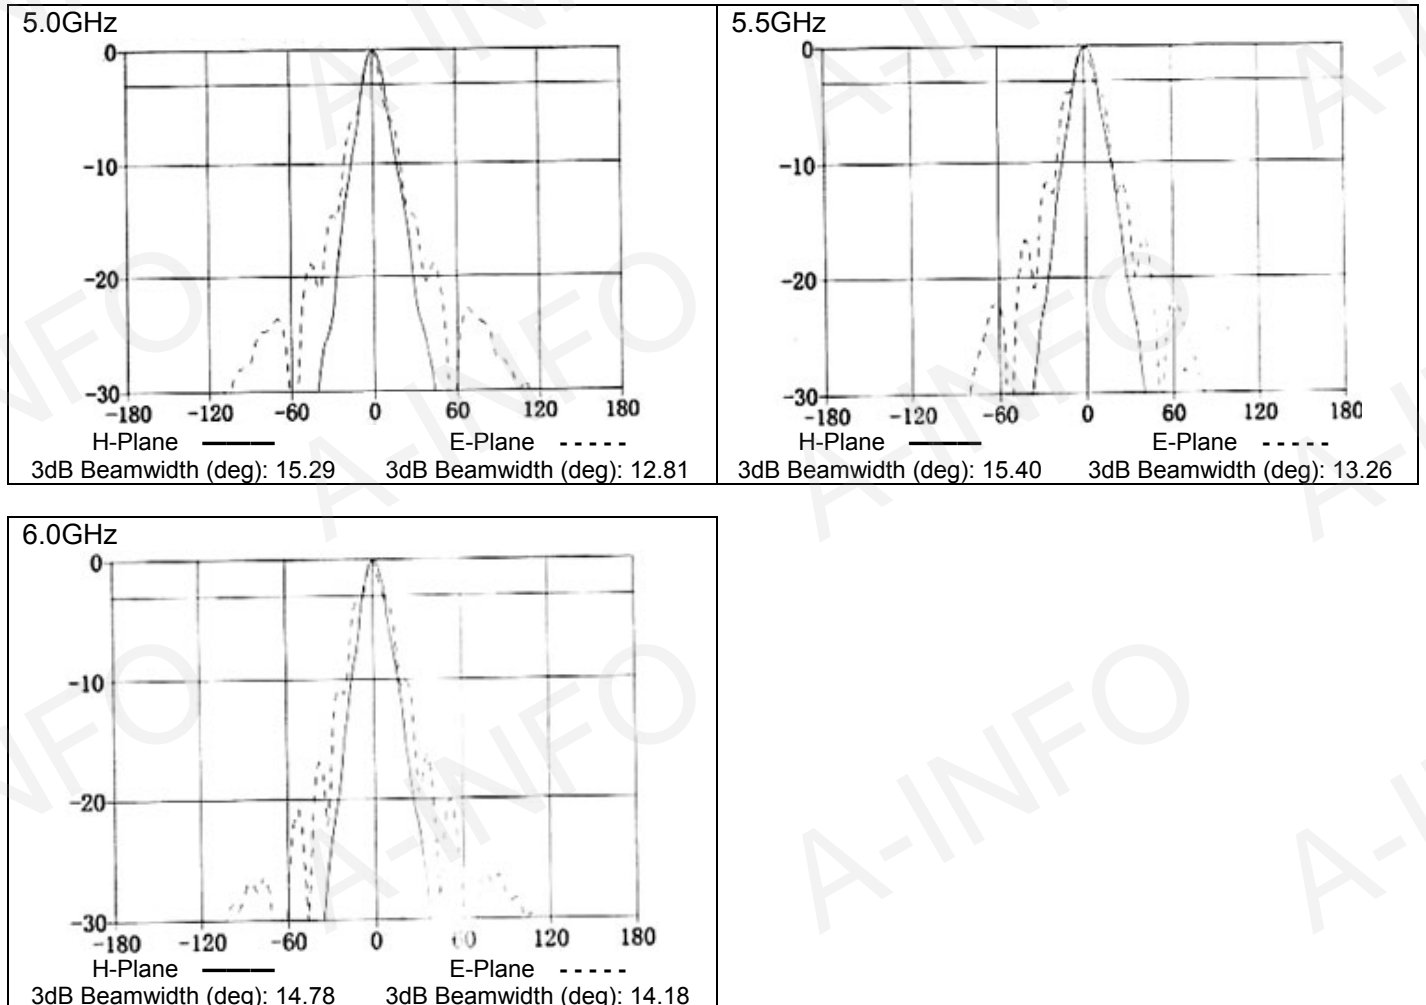 5.0GHz
0
-10
-20
-30
-180 -120 -60 0 60 120 180
H-Plane E-Plane
3dB Beamwidth (deg): 15.29 3dB Beamwidth (deg): 12.81
5.5GHz
0
-10
-20
-30
-180 -120 -60 0 60 120 180
H-Plane E-Plane
3dB Beamwidth (deg): 15.40 3dB Beamwidth (deg): 13.26
6.0GHz
0
-10
-20
-30
-180 -120 -60 0 60 120 180
H-Plane E-Plane
3dB Beamwidth (deg): 14.78 3dB Beamwidth (deg): 14.18
A-INFO
A-INFO
A-INFO